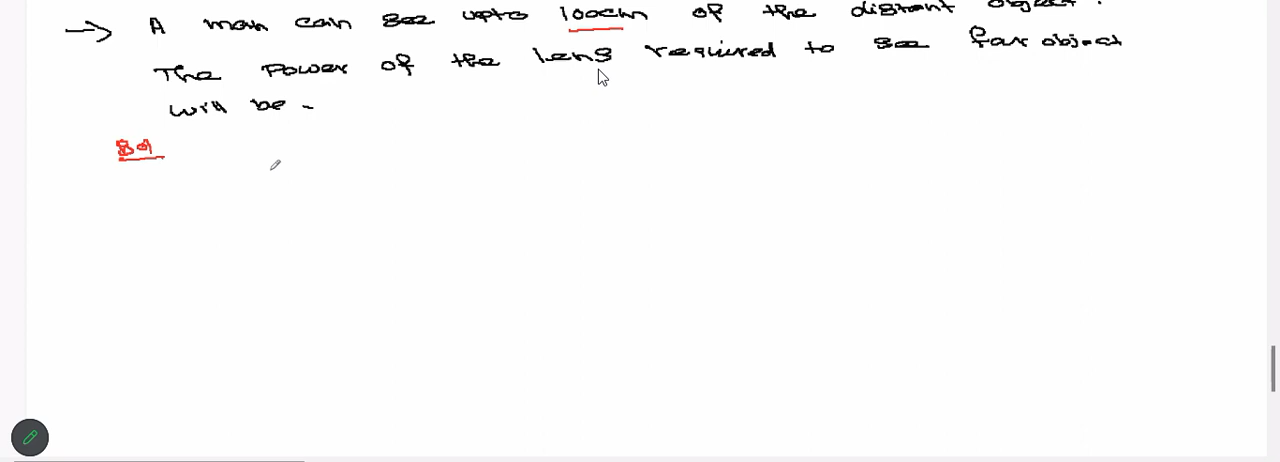 → A man can see upto 100cm of the distant object.
The Power of the lens required to see far object
will be -
Sol